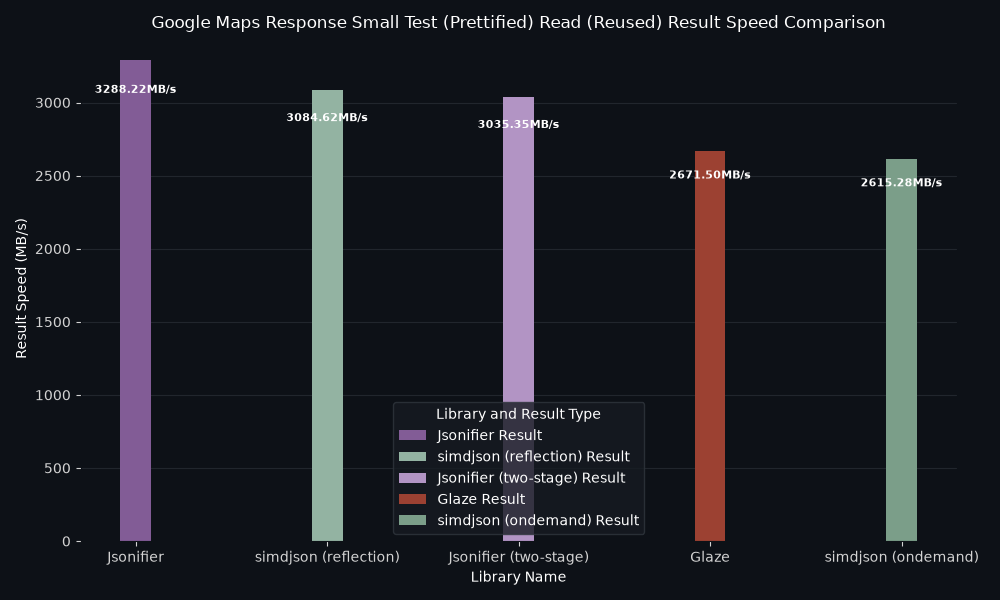 Google Maps Response Small Test (Prettified) Read (Reused) Result Speed Comparison
3288.22MB/s
3084.62MB/s
3035.35MB/s
2671.50MB/s
2615.28MB/s
3000
2500
2000
1500
1000
500
0
Result Speed (MB/s)
Library and Result Type
Jsonifier Result
simdjson (reflection) Result
Jsonifier (two-stage) Result
Glaze Result
simdjson (ondemand) Result
Jsonifier
simdjson (reflection)
Jsonifier (two-stage)
Glaze
simdjson (ondemand)
Library Name